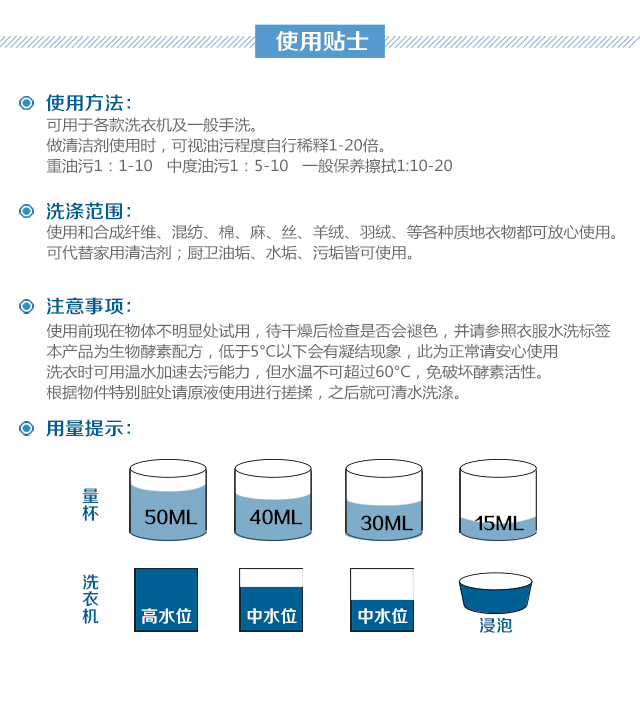 使用贴士
使用方法：
可用于各款洗衣机及一般手洗。
做清洁剂使用时，可视油污程度自行稀释1-20倍。
重油污1：1-10 中度油污1：5-10 一般保养擦拭1:10-20
洗涤范围：
使用和合成纤维、混纺、棉、麻、丝、羊绒、羽绒、等各种质地衣物都可放心使用。
可代替家用清洁剂；厨卫油垢、水垢、污垢皆可使用。
注意事项：
使用前现在物体不明显处试用，待干燥后检查是否会褪色，并请参照衣服水洗标签
本产品为生物酵素配方，低于5°C以下会有凝结现象，此为正常请安心使用
洗衣时可用温水加速去污能力，但水温不可超过60°C，免破坏酵素活性。
根据物件特别脏处请原液使用进行搓揉，之后就可清水洗涤。
用量提示：
量杯
50ML
40ML
30ML
15ML
洗衣机
高水位
中水位
中水位
浸泡